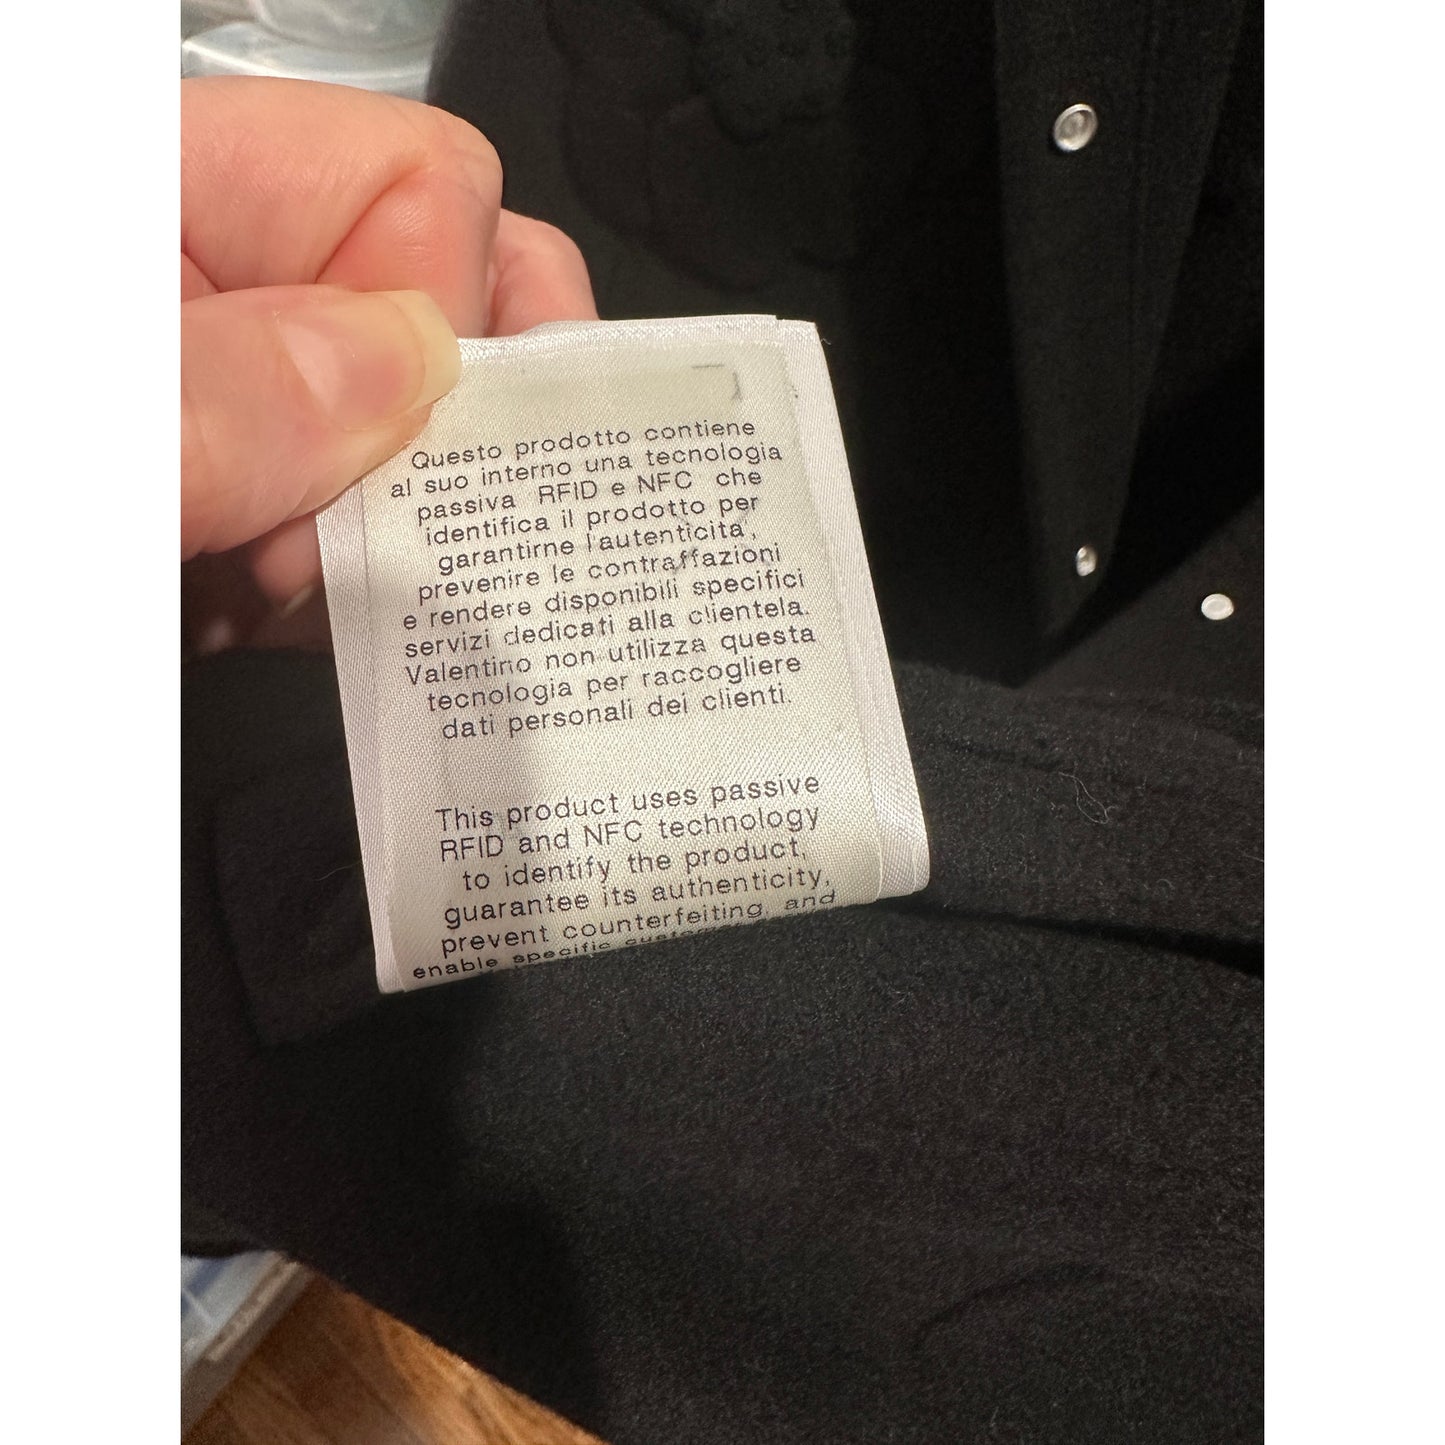 Questo prodotto contiene
al suo interno una tecnologia
passiva RFID e NFC che
identifica il prodotto per
garantirne l'autenticita',
prevenire le contraffazioni
e rendere disponibili specifici
servizi dedicati alla clientela.
Valentino non utilizza questa
tecnologia per raccogliere
dati personali dei clienti.
This product uses passive
RFID and NFC technology
to identify the product,
guarantee its authenticity,
prevent counterfeiting, and
enable specific